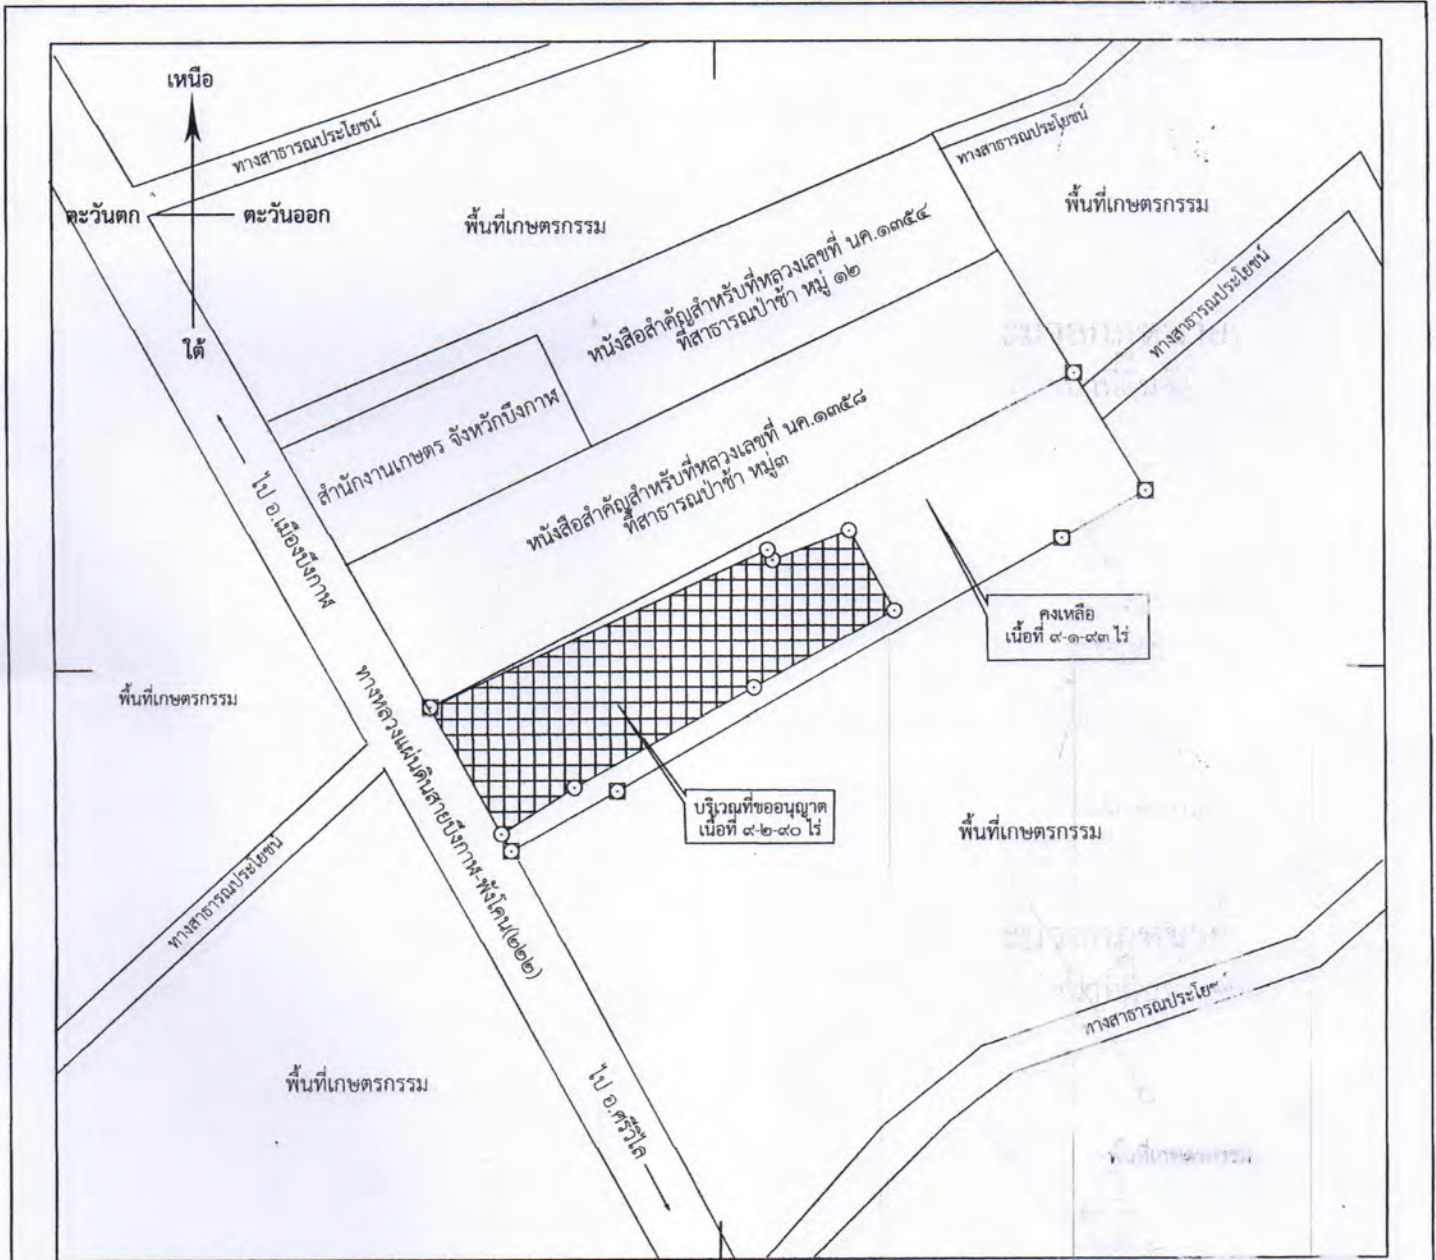 เหนือ
ทางสาธารณประโยชน์
ทางสาธารณประโยชน์
ตะวันตก
ตะวันออก
พื้นที่เกษตรกรรม
พื้นที่เกษตรกรรม
หนังสือสำคัญสำหรับที่หลวงเลขที่ นค.๑๓๕๔
ที่สาธารณป่าช้า หมู่ ๑๒
ทางสาธารณประโยชน์
ใต้
สำนักงานเกษตร จังหวัดบึงกาฬ
หนังสือสำคัญสำหรับที่หลวงเลขที่ นค.๑๓๕๘
ที่สาธารณป่าช้า หมู่๓
ไป อ.เมืองบึงกาฬ
คงเหลือ
เนื้อที่ ๙-๑-๙๓ ไร่
พื้นที่เกษตรกรรม
ทางหลวงแผ่นดินสายบึงกาฬ-พังโคน(๒๒๒)
บริเวณที่ขออนุญาต
เนื้อที่ ๙-๒-๙๐ ไร่
พื้นที่เกษตรกรรม
ทางสาธารณประโยชน์
ทางสาธารณประโยช
พื้นที่เกษตรกรรม
ไป อ.ศรีวิไล